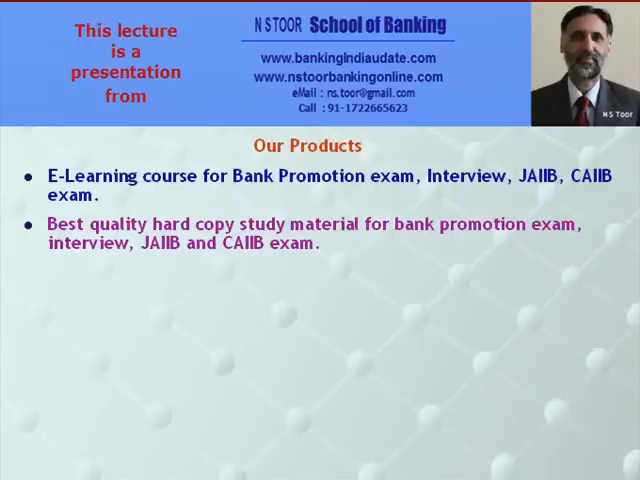 This lecture
is a
presentation
from
N S TOOR School of Banking
www.bankingindiaudate.com
www.nstoorbankingonline.com
eMail : ns.toor@gmail.com
Call : 91-1722665623
NS Toor
Our Products
• E-Learning course for Bank Promotion exam, Interview, JAIIB, CAIIB
exam.
• Best quality hard copy study material for bank promotion exam,
interview, JAIIB and CAIIB exam.